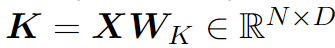 K = XW_K ∈ ℝ^{N×D}